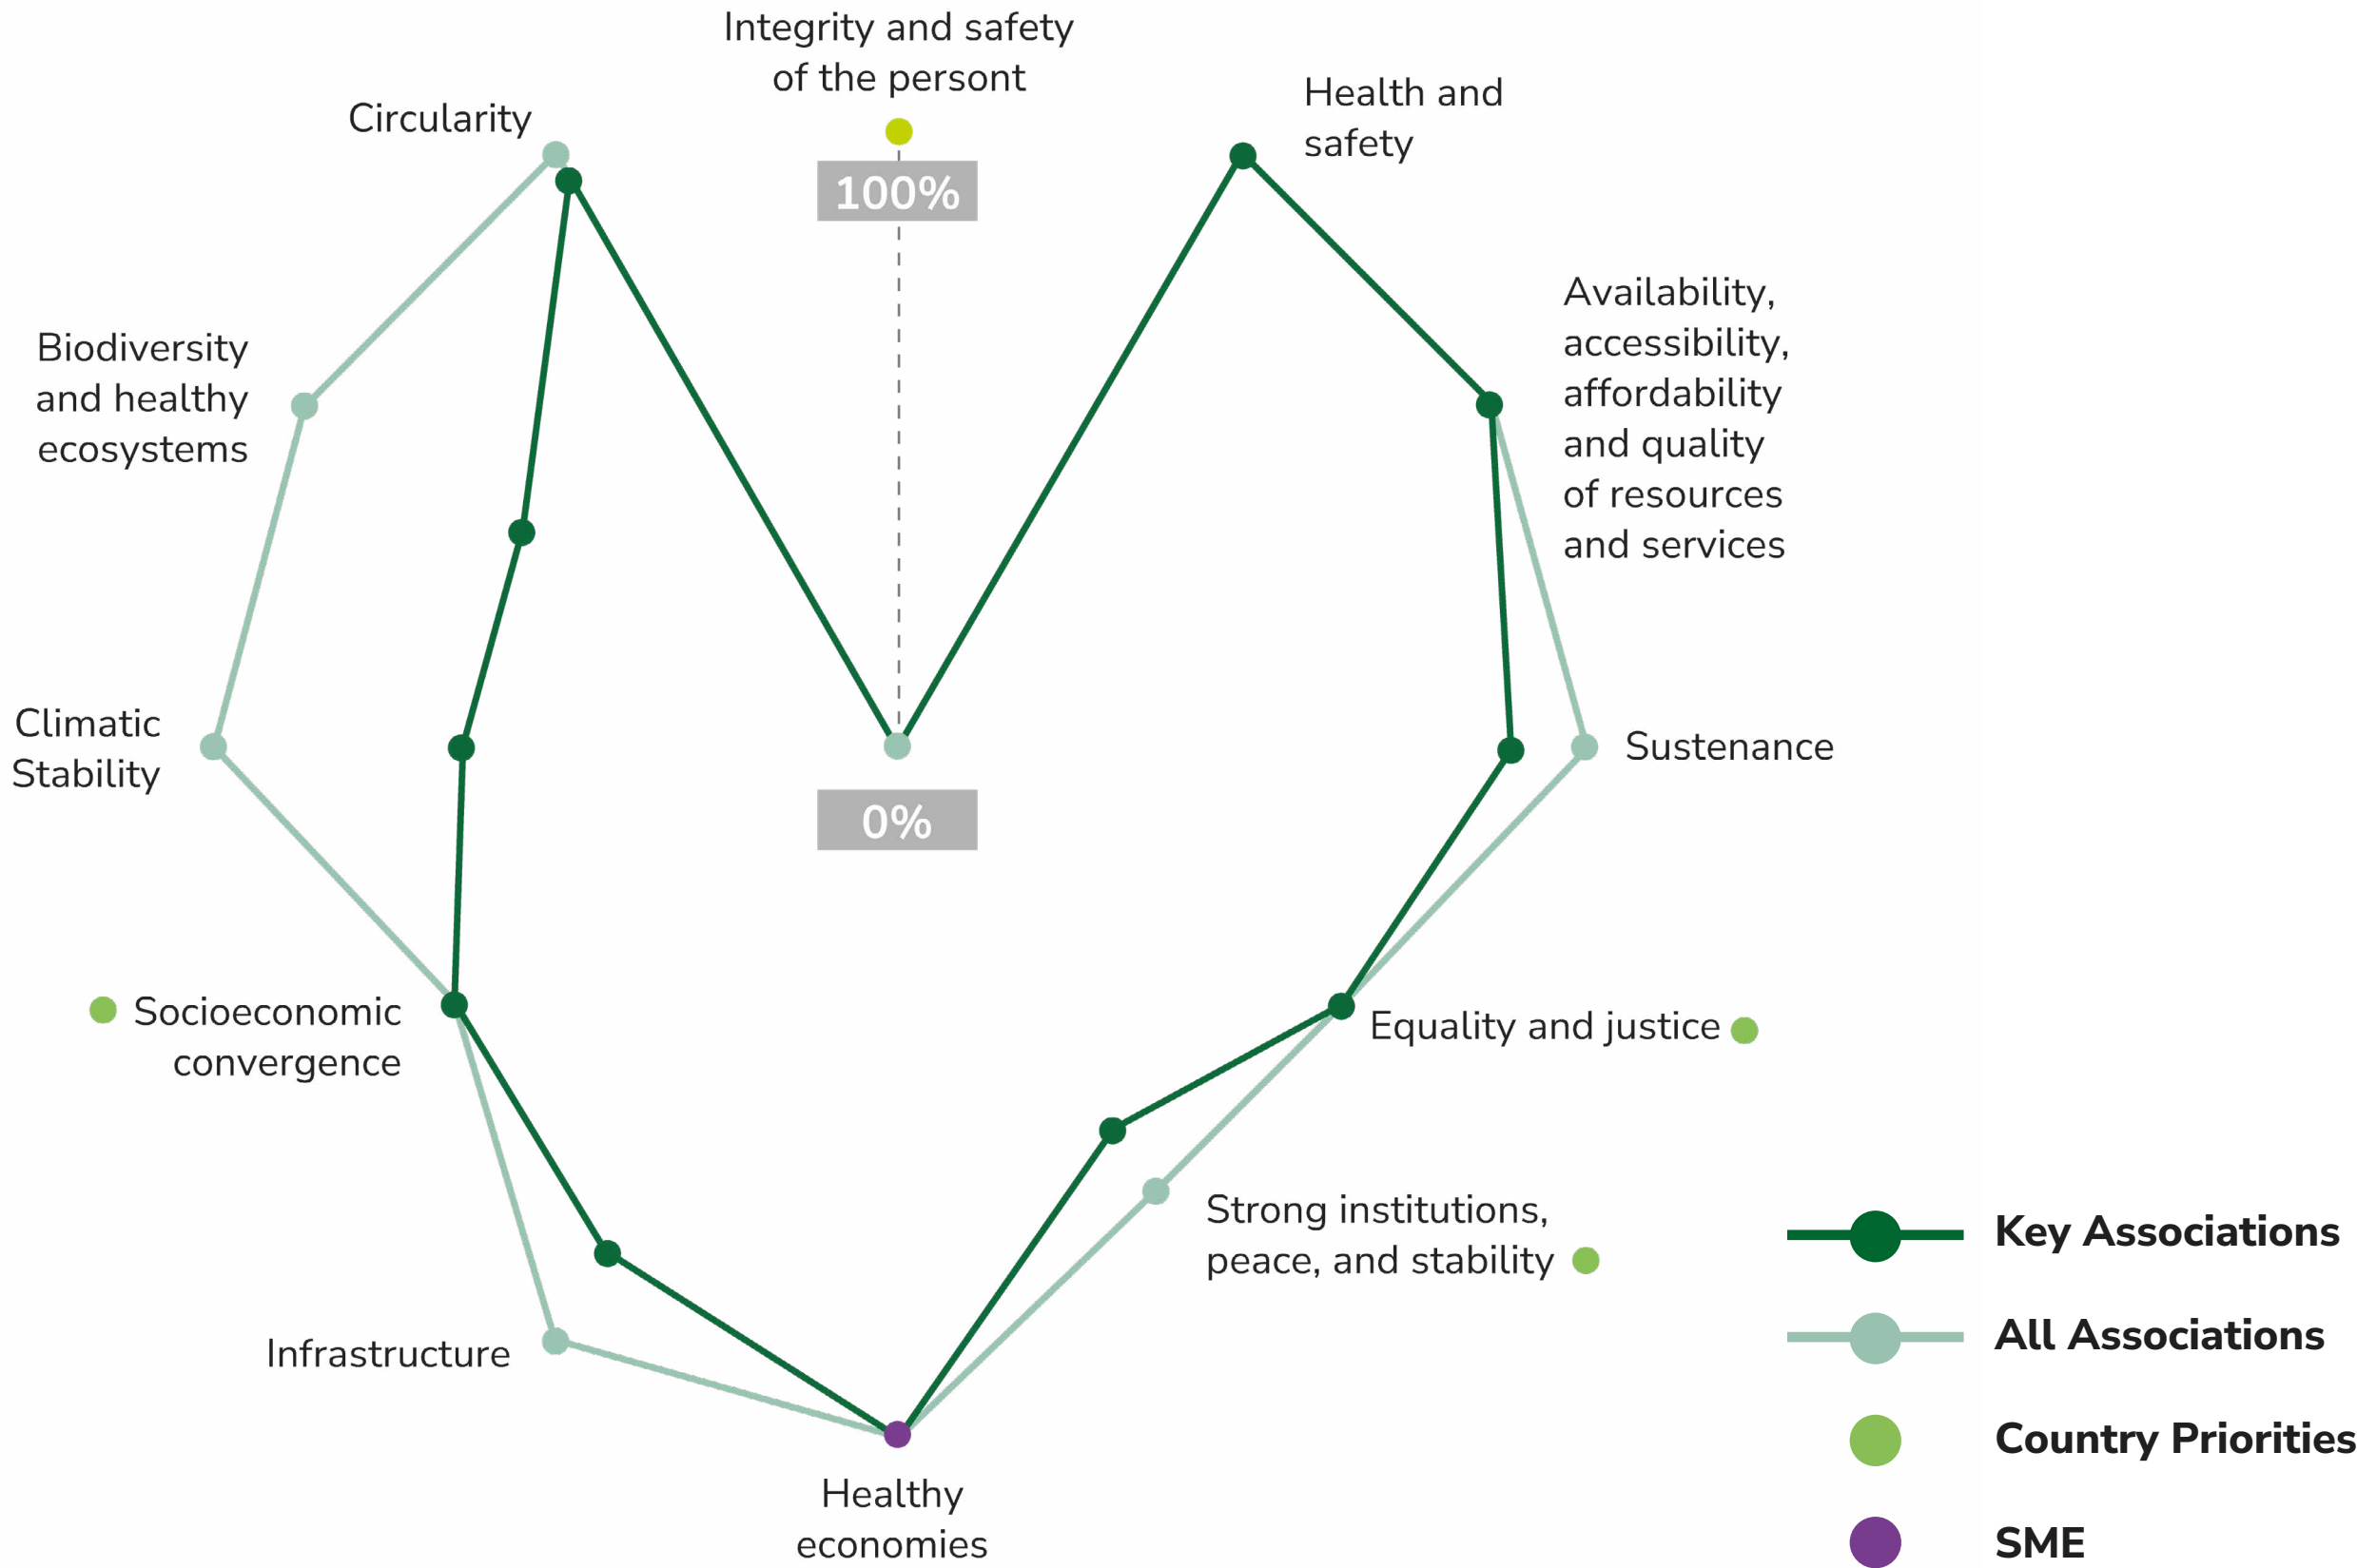 Integrity and safety
of the persont
Circularity
Health and
safety
100%
Availability,
accessibility,
affordability
and quality
of resources
and services
Biodiversity
and healthy
ecosystems
Climatic
Stability
Sustenance
0%
Socioeconomic
convergence
Equality and justice
Strong institutions,
peace, and stability
Infrastructure
Healthy
economies
Key Associations
All Associations
Country Priorities
SME